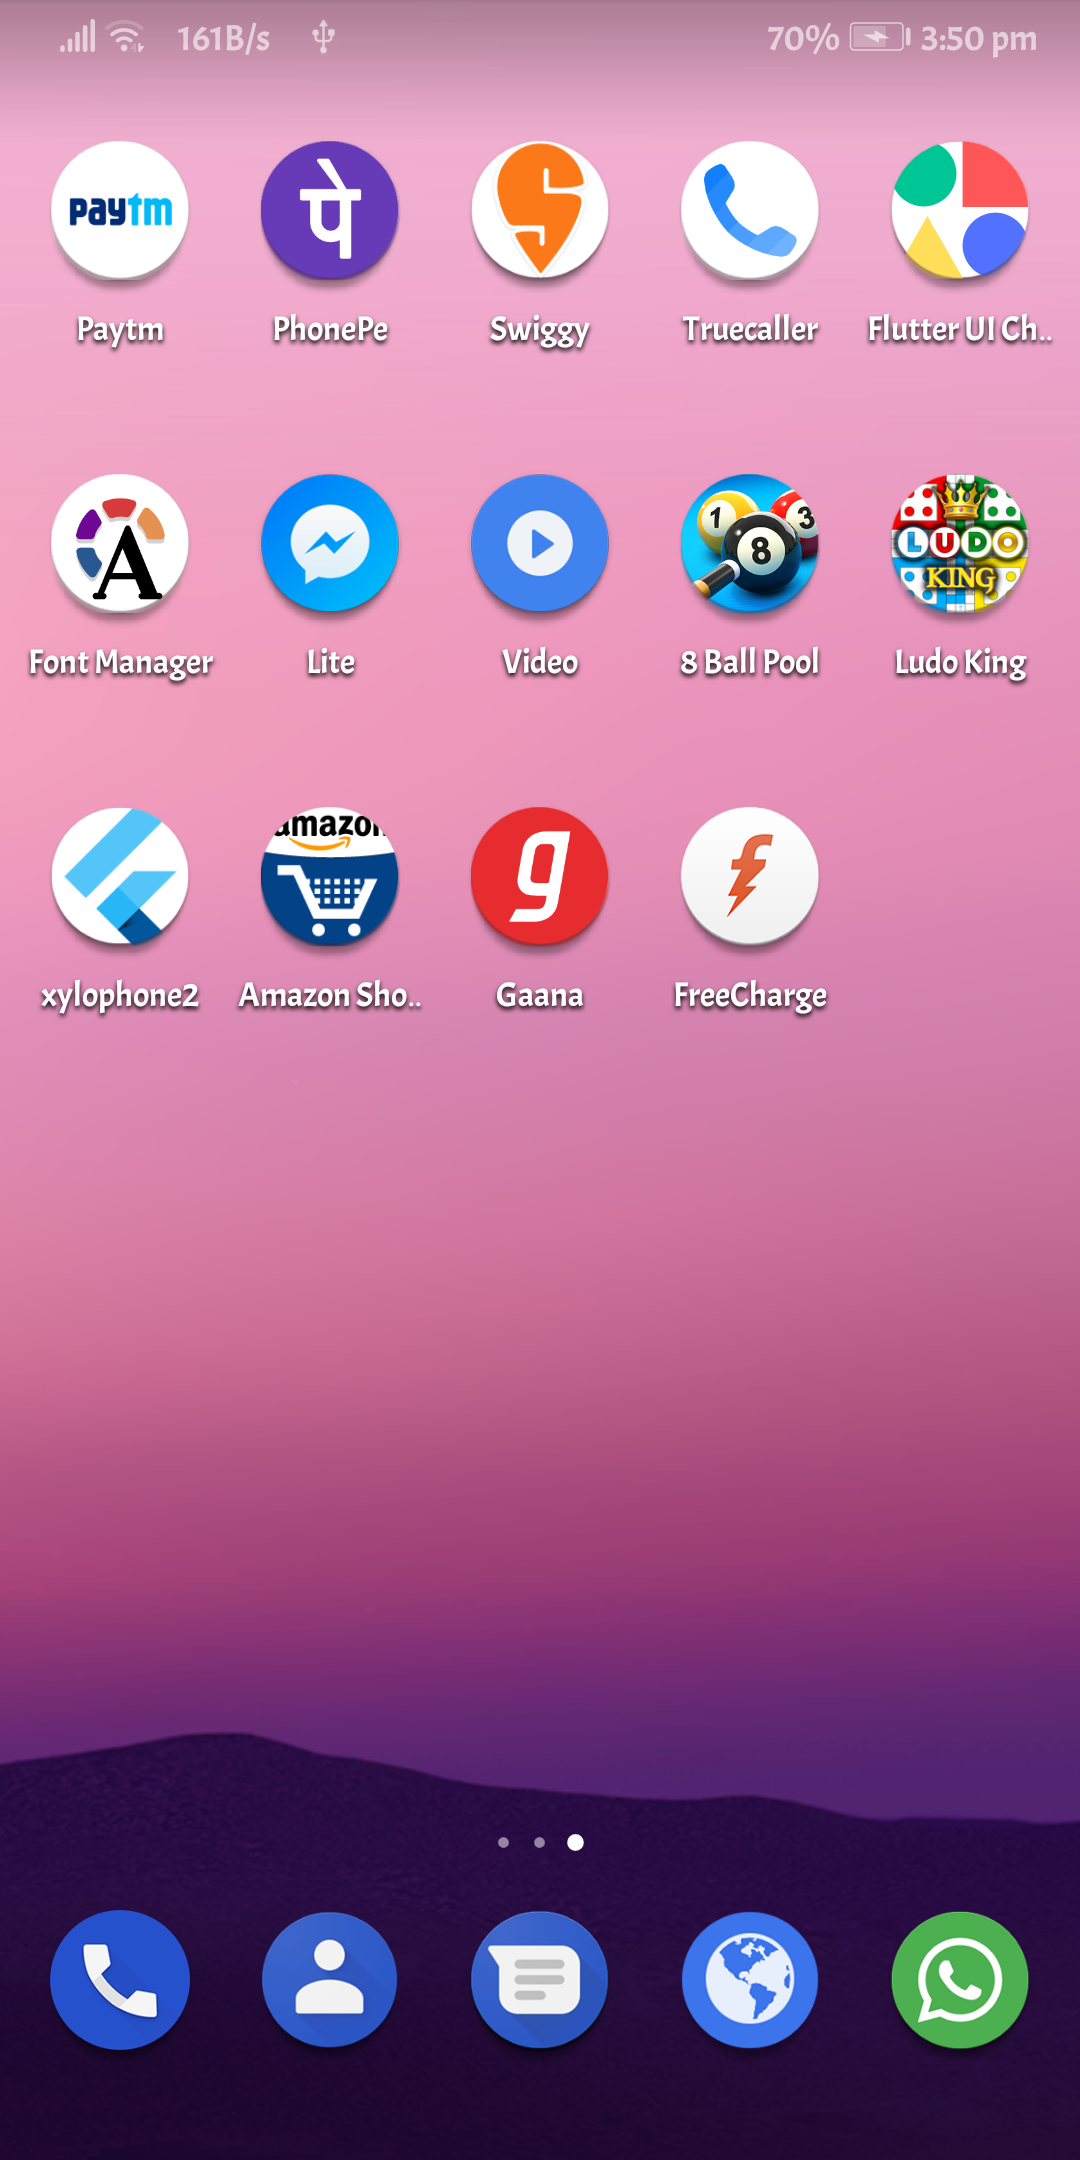 161B/s 70% 3:50 pm
paytm
पे
Paytm PhonePe Swiggy Truecaller Flutter UI Ch..
A
1 3
8
LUDO
KING
Font Manager Lite Video 8 Ball Pool Ludo King
amazon
g
f
xylophone2 Amazon Sho.. Gaana FreeCharge